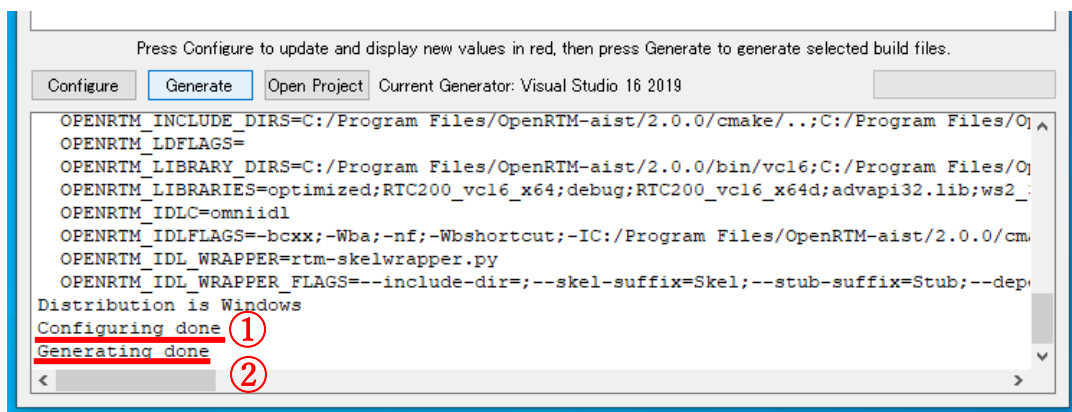 Press Configure to update and display new values in red, then press Generate to generate selected build files.
Configure Generate Open Project Current Generator: Visual Studio 16 2019
OPENRTM_INCLUDE_DIRS=C:/Program Files/OpenRTM-aist/2.0.0/cmake/..;C:/Program Files/O
OPENRTM_LDFLAGS=
OPENRTM_LIBRARY_DIRS=C:/Program Files/OpenRTM-aist/2.0.0/bin/vc16;C:/Program Files/O
OPENRTM_LIBRARIES=optimized;RTC200_vc16_x64;debug;RTC200_vc16_x64d;advapi32.lib;ws2_
OPENRTM_IDLC=omniidl
OPENRTM_IDLFLAGS=-bcxx;-Wba;-nf;-Wbshortcut;-IC:/Program Files/OpenRTM-aist/2.0.0/cm
OPENRTM_IDL_WRAPPER=rtm-skelwrapper.py
OPENRTM_IDL_WRAPPER_FLAGS=--include-dir=;--skel-suffix=Skel;--stub-suffix=Stub;--dep
Distribution is Windows
Configuring done ①
Generating done
②